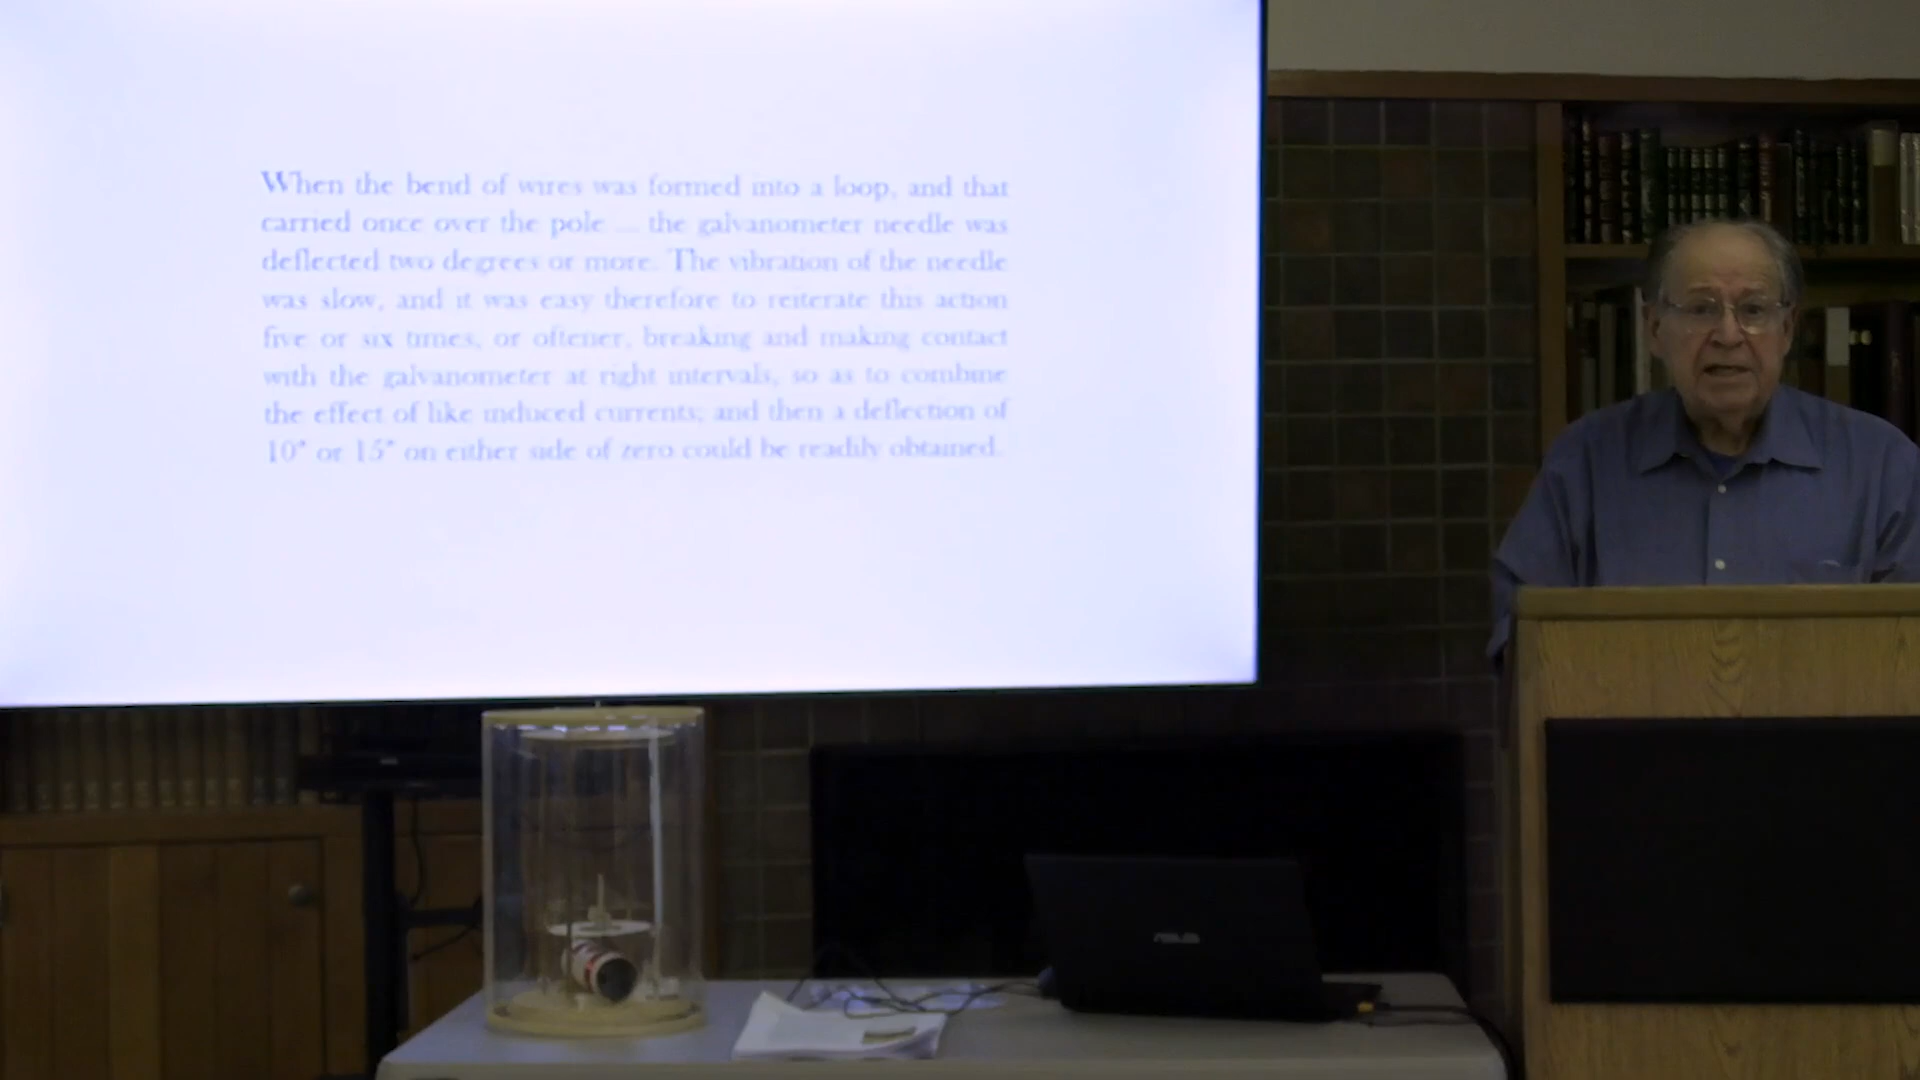 When the bend of wires was formed into a loop, and that
carried once over the pole ... the galvanometer needle was
deflected two degrees or more. The vibration of the needle
was slow, and it was easy therefore to reiterate this action
five or six times, or oftener, breaking and making contact
with the galvanometer at right intervals, so as to combine
the effect of like induced currents; and then a deflection of
10° or 15° on either side of zero could be readily obtained.
ASUS